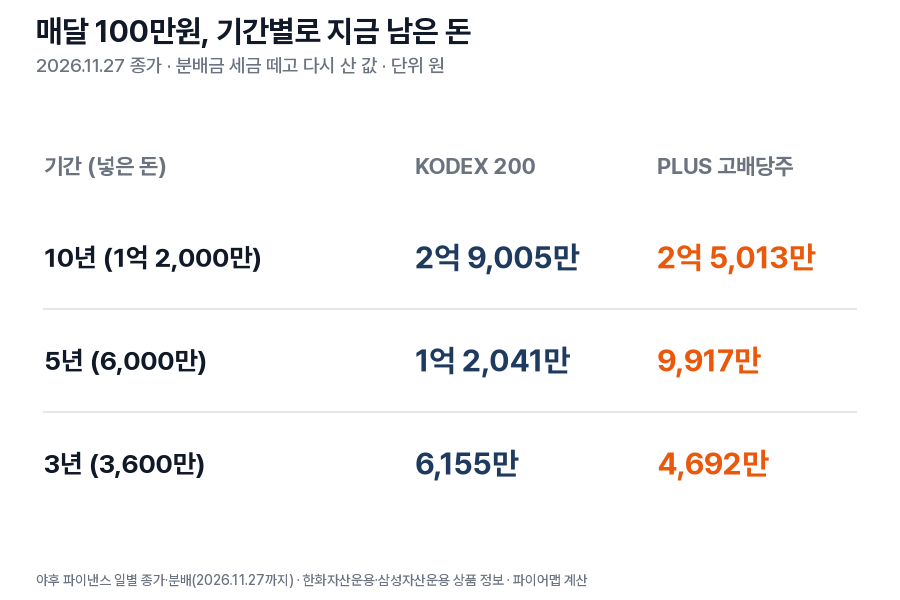 매달 100만원, 기간별로 지금 남은 돈
2026.11.27 종가 · 분배금 세금 떼고 다시 산 값 · 단위 원
기간 (넣은 돈) KODEX 200 PLUS 고배당주
10년 (1억 2,000만) 2억 9,005만 2억 5,013만
5년 (6,000만) 1억 2,041만 9,917만
3년 (3,600만) 6,155만 4,692만
야후 파이낸스 일별 종가·분배(2026.11.27까지) · 한화자산운용·삼성자산운용 상품 정보 · 파이어맵 계산